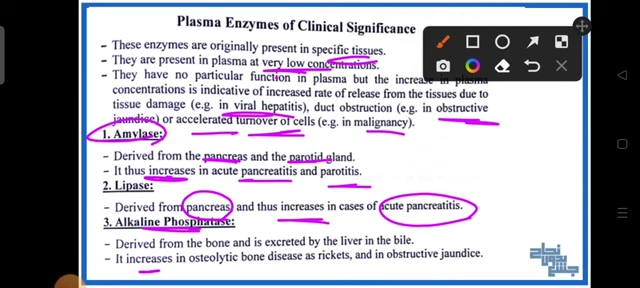 Plasma Enzymes of Clinical Significance
- These enzymes are originally present in specific tissues.
- They are present in plasma at very low concentrations.
- They have no particular function in plasma but the increase in plasma
concentrations is indicative of increased rate of release from the tissues due to
tissue damage (e.g. in viral hepatitis), duct obstruction (e.g. in obstructive
jaundice) or accelerated turnover of cells (e.g. in malignancy).
1. Amylase:
- Derived from the pancreas and the parotid gland.
- It thus increases in acute pancreatitis and parotitis.
2. Lipase:
- Derived from pancreas and thus increases in cases of acute pancreatitis.
3. Alkaline Phosphatase:
- Derived from the bone and is excreted by the liver in the bile.
- It increases in osteolytic bone disease as rickets, and in obstructive jaundice.